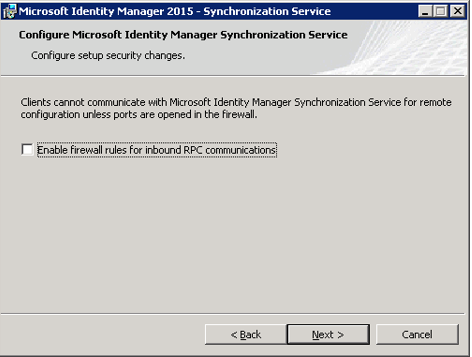 Microsoft Identity Manager 2015 - Synchronization Service
Configure Microsoft Identity Manager Synchronization Service
Configure setup security changes.
Clients cannot communicate with Microsoft Identity Manager Synchronization Service for remote
configuration unless ports are opened in the firewall.
Enable firewall rules for inbound RPC communications
< Back
Next >
Cancel